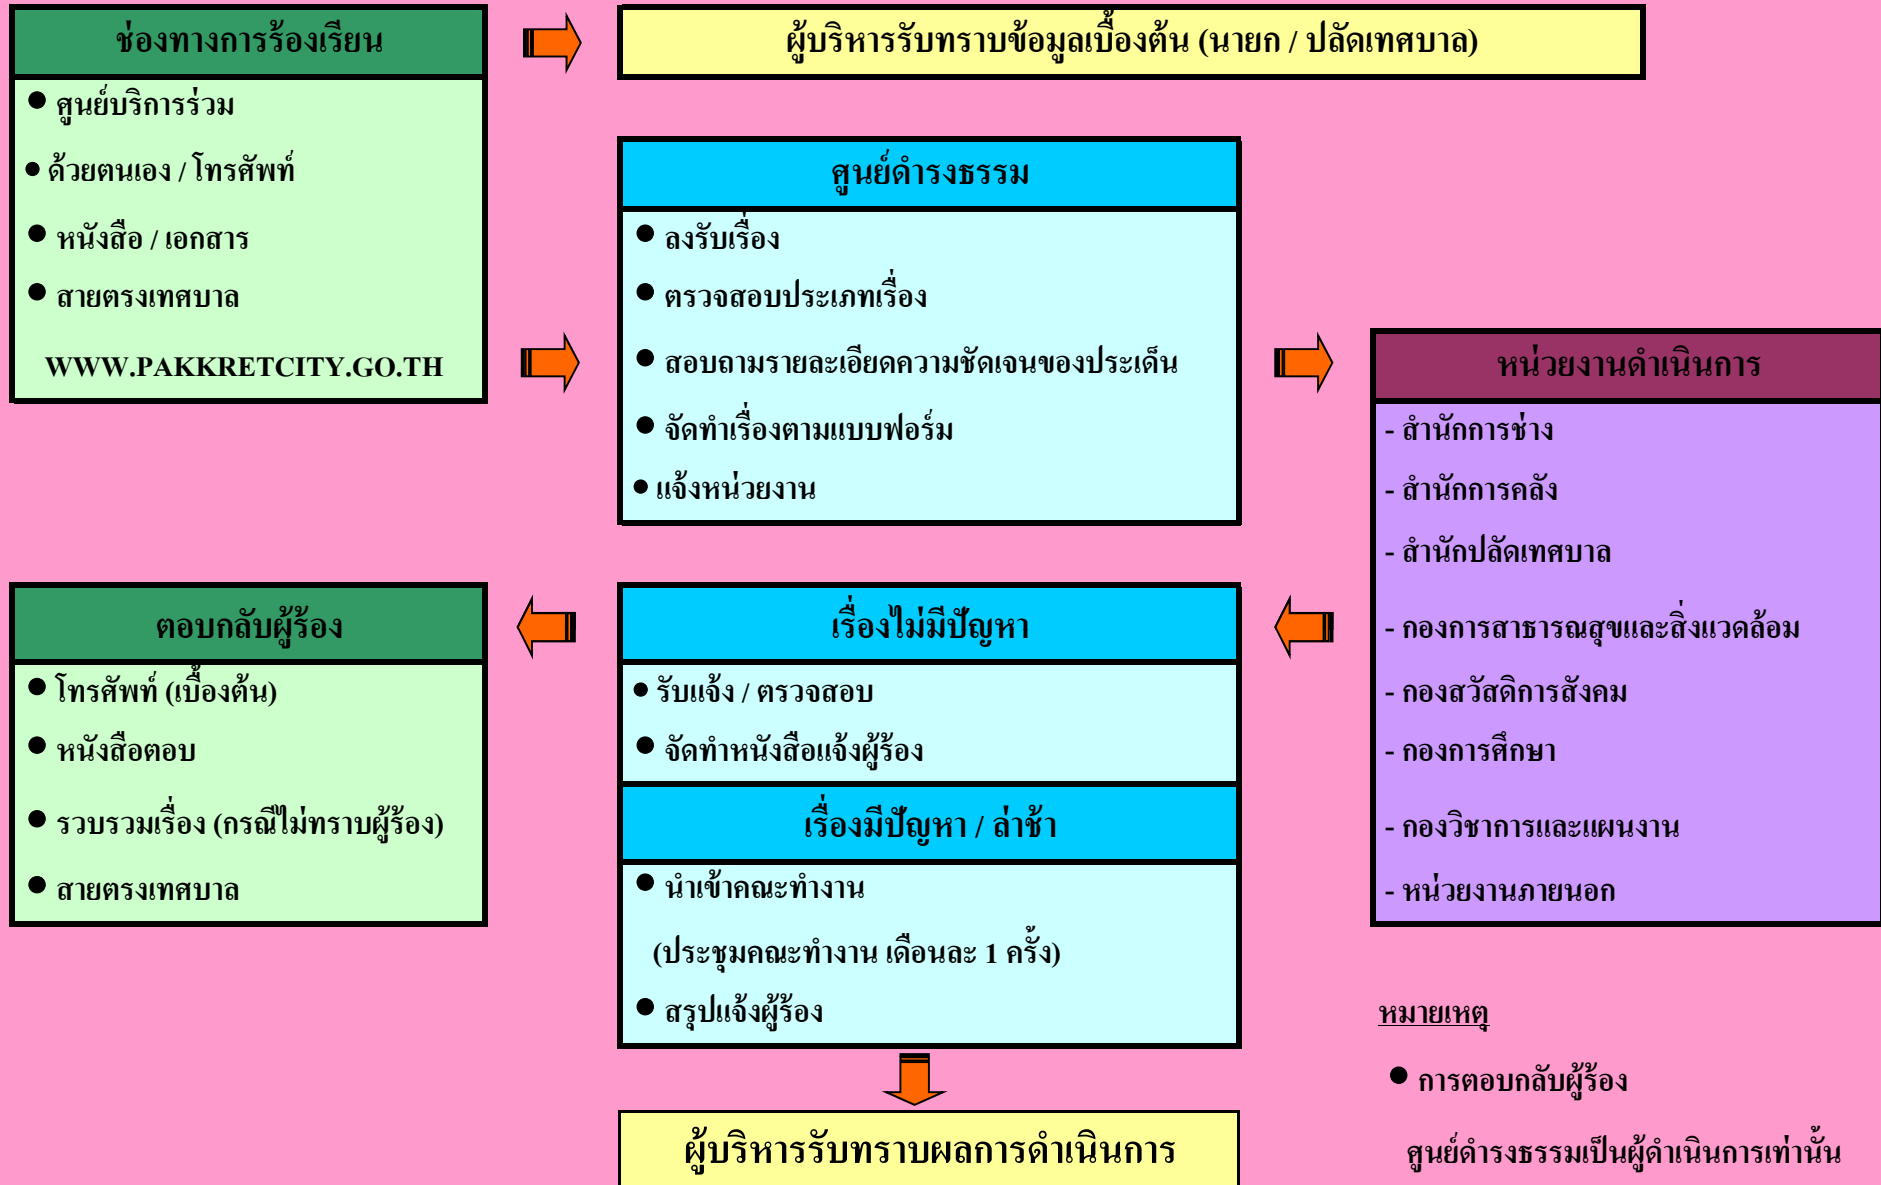 ช่องทางการร้องเรียน
● ศูนย์บริการร่วม
● ด้วยตนเอง / โทรศัพท์
● หนังสือ / เอกสาร
● สายตรงเทศบาล
WWW.PAKKRETCITY.GO.TH
ผู้บริหารรับทราบข้อมูลเบื้องต้น (นายก / ปลัดเทศบาล)
ศูนย์ดำรงธรรม
● ลงรับเรื่อง
● ตรวจสอบประเภทเรื่อง
● สอบถามรายละเอียดความชัดเจนของประเด็น
● จัดทำเรื่องตามแบบฟอร์ม
● แจ้งหน่วยงาน
หน่วยงานดำเนินการ
- สำนักการช่าง
- สำนักการคลัง
- สำนักปลัดเทศบาล
- กองการสาธารณสุขและสิ่งแวดล้อม
- กองสวัสดิการสังคม
- กองการศึกษา
- กองวิชาการและแผนงาน
- หน่วยงานภายนอก
เรื่องไม่มีปัญหา
● รับแจ้ง / ตรวจสอบ
● จัดทำหนังสือแจ้งผู้ร้อง
เรื่องมีปัญหา / ล่าช้า
● นำเข้าคณะทำงาน
(ประชุมคณะทำงาน เดือนละ 1 ครั้ง)
● สรุปแจ้งผู้ร้อง
ตอบกลับผู้ร้อง
● โทรศัพท์ (เบื้องต้น)
● หนังสือตอบ
● รวบรวมเรื่อง (กรณีไม่ทราบผู้ร้อง)
● สายตรงเทศบาล
ผู้บริหารรับทราบผลการดำเนินการ
หมายเหตุ
● การตอบกลับผู้ร้อง
ศูนย์ดำรงธรรมเป็นผู้ดำเนินการเท่านั้น